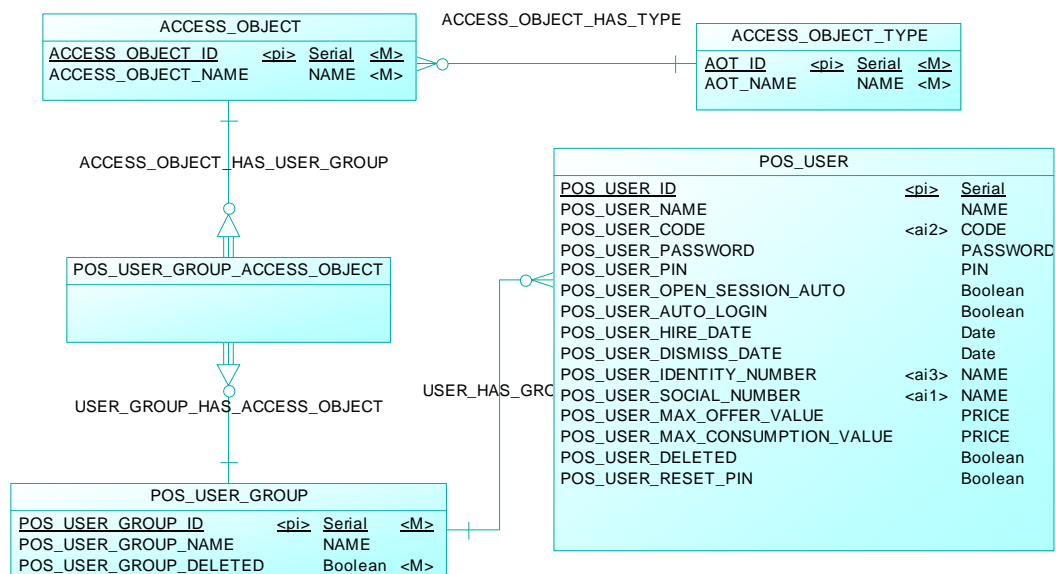 ACCESS_OBJECT
ACCESS_OBJECT_ID <pi> Serial <M>
ACCESS_OBJECT_NAME NAME <M>
ACCESS_OBJECT_HAS_TYPE
ACCESS_OBJECT_TYPE
AOT_ID <pi> Serial <M>
AOT_NAME NAME <M>
ACCESS_OBJECT_HAS_USER_GROUP
POS_USER_GROUP_ACCESS_OBJECT
USER_GROUP_HAS_ACCESS_OBJECT
USER_HAS_GRO
POS_USER
POS_USER_ID <pi> Serial
POS_USER_NAME NAME
POS_USER_CODE <ai2> CODE
POS_USER_PASSWORD PASSWORD
POS_USER_PIN PIN
POS_USER_OPEN_SESSION_AUTO Boolean
POS_USER_AUTO_LOGIN Boolean
POS_USER_HIRE_DATE Date
POS_USER_DISMISS_DATE Date
POS_USER_IDENTITY_NUMBER <ai3> NAME
POS_USER_SOCIAL_NUMBER <ai1> NAME
POS_USER_MAX_OFFER_VALUE PRICE
POS_USER_MAX_CONSUMPTION_VALUE PRICE
POS_USER_DELETED Boolean
POS_USER_RESET_PIN Boolean
POS_USER_GROUP
POS_USER_GROUP_ID <pi> Serial <M>
POS_USER_GROUP_NAME NAME
POS_USER_GROUP_DELETED Boolean <M>